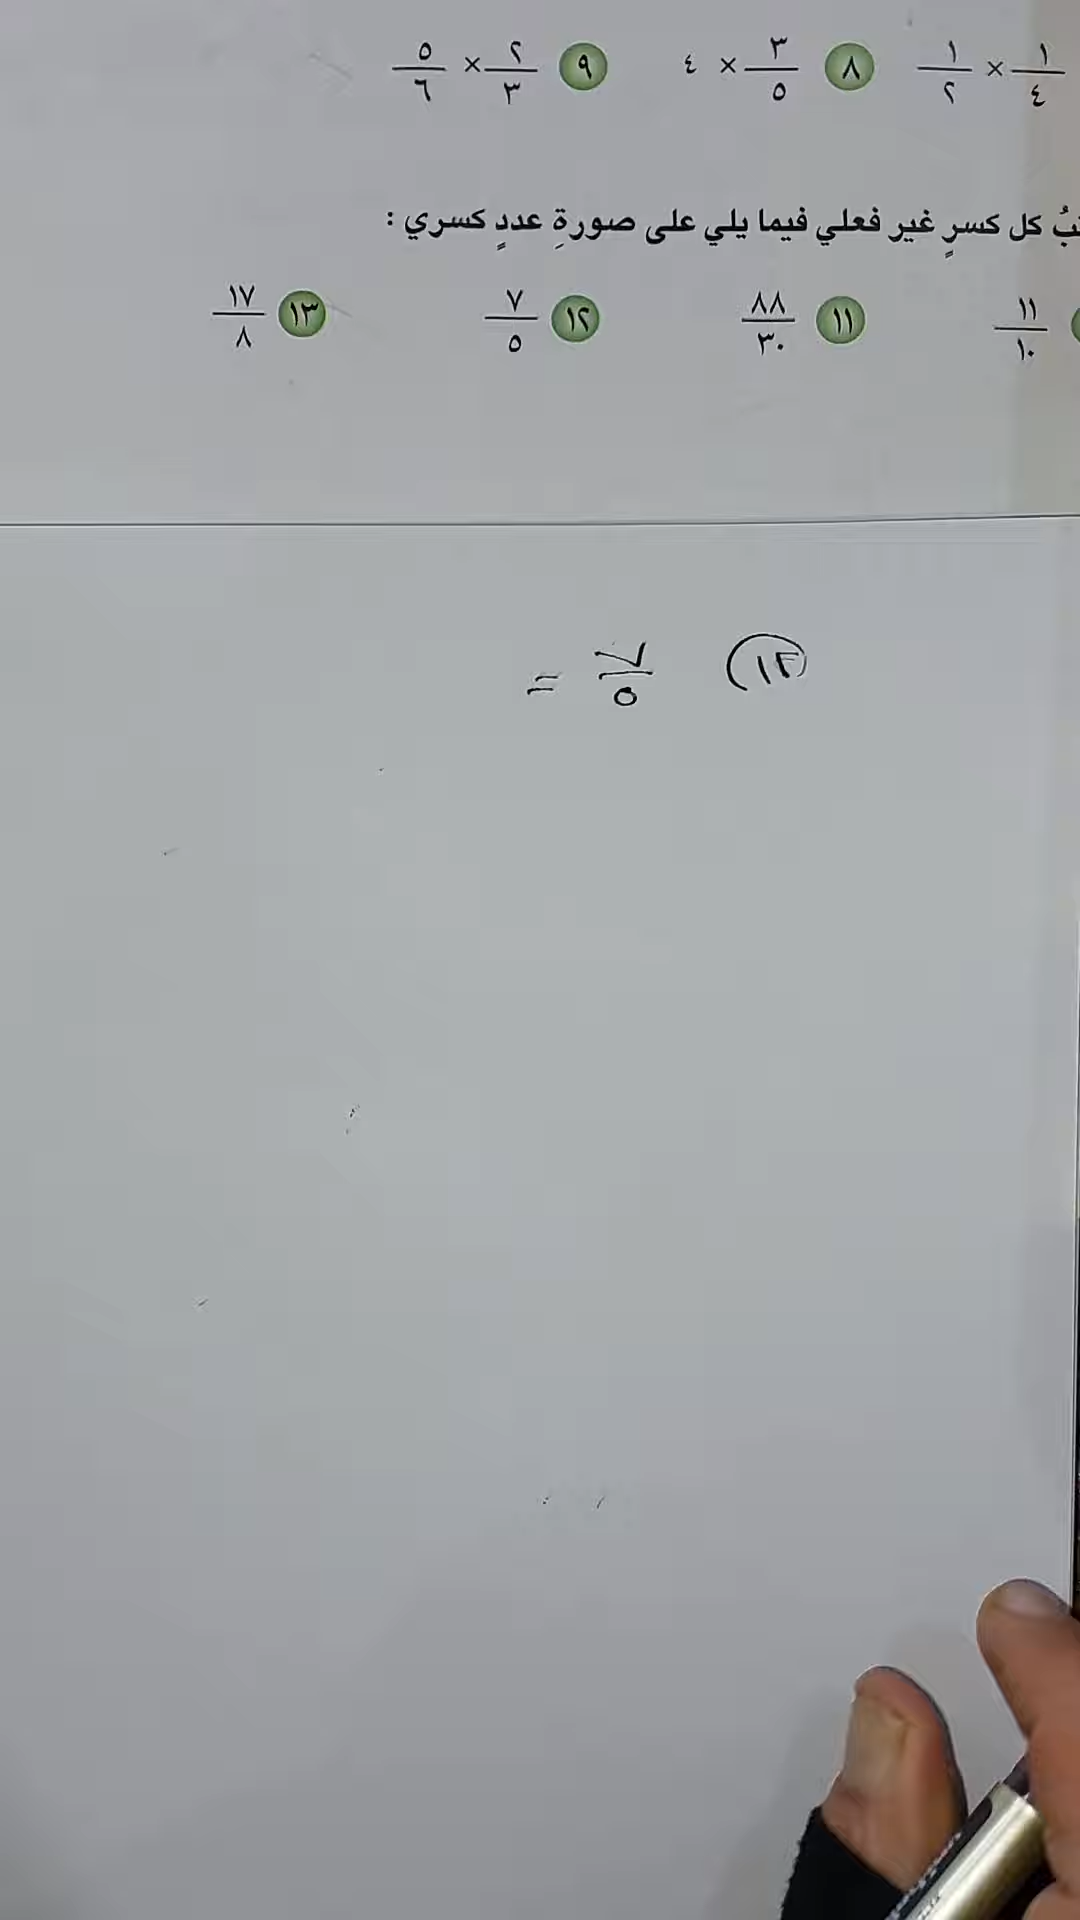 ١/٤ × ١/٢ ٨ ٣/٥ × ٤ ٩ ٢/٣ × ٥/٦
كل كسرٍ غير فعلي فيما يلي على صورةِ عددٍ كسري :
١١/١٠ ١١ ٨٨/٣٠ ١٢ ٧/٥ ١٣ ١٧/٨
١٢ ٧/٥ =